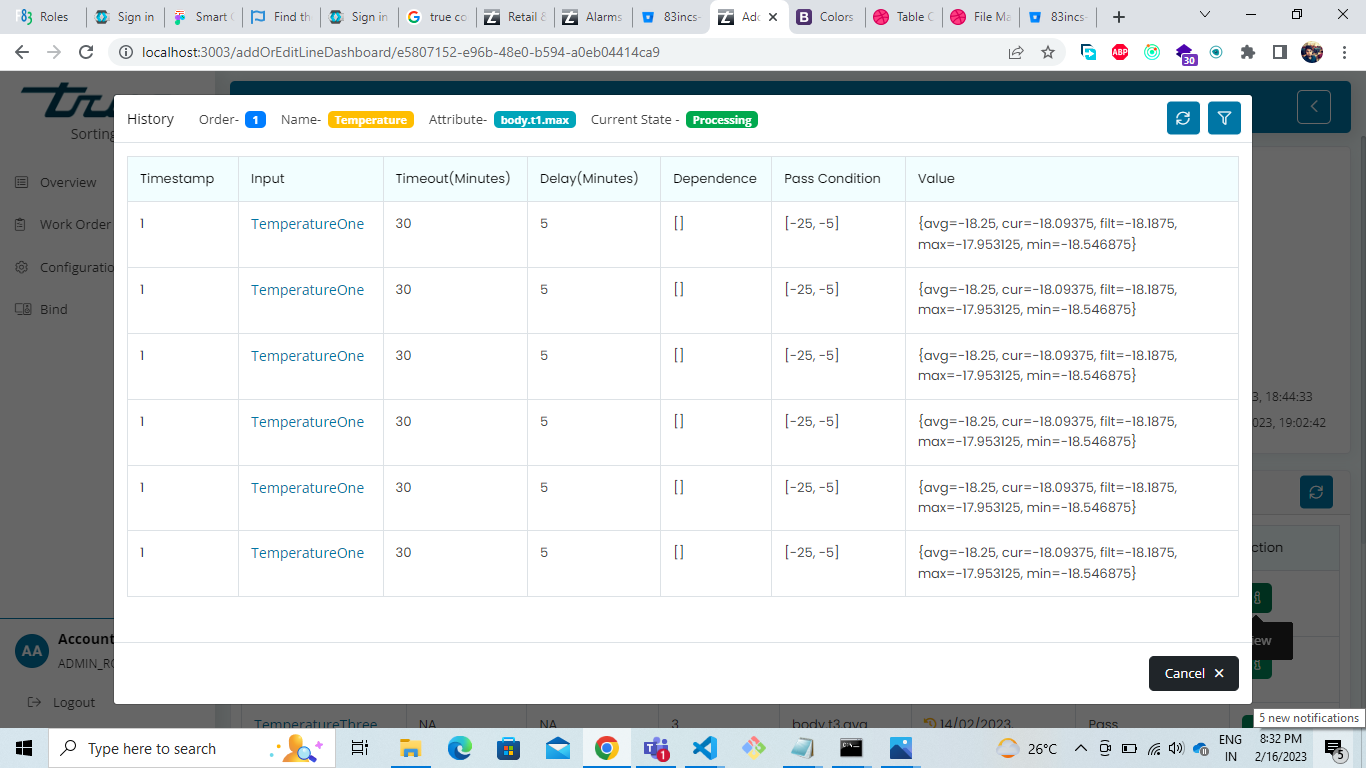 Roles
Sign in
Smart
Find th
Sign in
true co
Retail &
Alarms
83incs-
Add
Colors
Table C
File Ma
83incs-
localhost:3003/addOrEditLineDashboard/e5807152-e96b-48e0-b594-a0eb04414ca9
ABP
30
Sorting
Overview
Work Order
Configuratio
Bind
History Order- 1 Name- Temperature Attribute- body.t1.max Current State - Processing
Timestamp Input Timeout(Minutes) Delay(Minutes) Dependence Pass Condition Value
1 TemperatureOne 30 5 [] [-25, -5] {avg=-18.25, cur=-18.09375, filt=-18.1875,
max=-17.953125, min=-18.546875}
1 TemperatureOne 30 5 [] [-25, -5] {avg=-18.25, cur=-18.09375, filt=-18.1875,
max=-17.953125, min=-18.546875}
1 TemperatureOne 30 5 [] [-25, -5] {avg=-18.25, cur=-18.09375, filt=-18.1875,
max=-17.953125, min=-18.546875}
1 TemperatureOne 30 5 [] [-25, -5] {avg=-18.25, cur=-18.09375, filt=-18.1875,
max=-17.953125, min=-18.546875}
1 TemperatureOne 30 5 [] [-25, -5] {avg=-18.25, cur=-18.09375, filt=-18.1875,
max=-17.953125, min=-18.546875}
1 TemperatureOne 30 5 [] [-25, -5] {avg=-18.25, cur=-18.09375, filt=-18.1875,
max=-17.953125, min=-18.546875}
3, 18:44:33
023, 19:02:42
ction
ew
Cancel
AA
Account
ADMIN_RO
Logout
TemperatureThree NA NA 3 body.t3.avg 14/02/2023, Pass
5 new notifications
Type here to search
1
26°C
ENG
IN
8:32 PM
2/16/2023
5